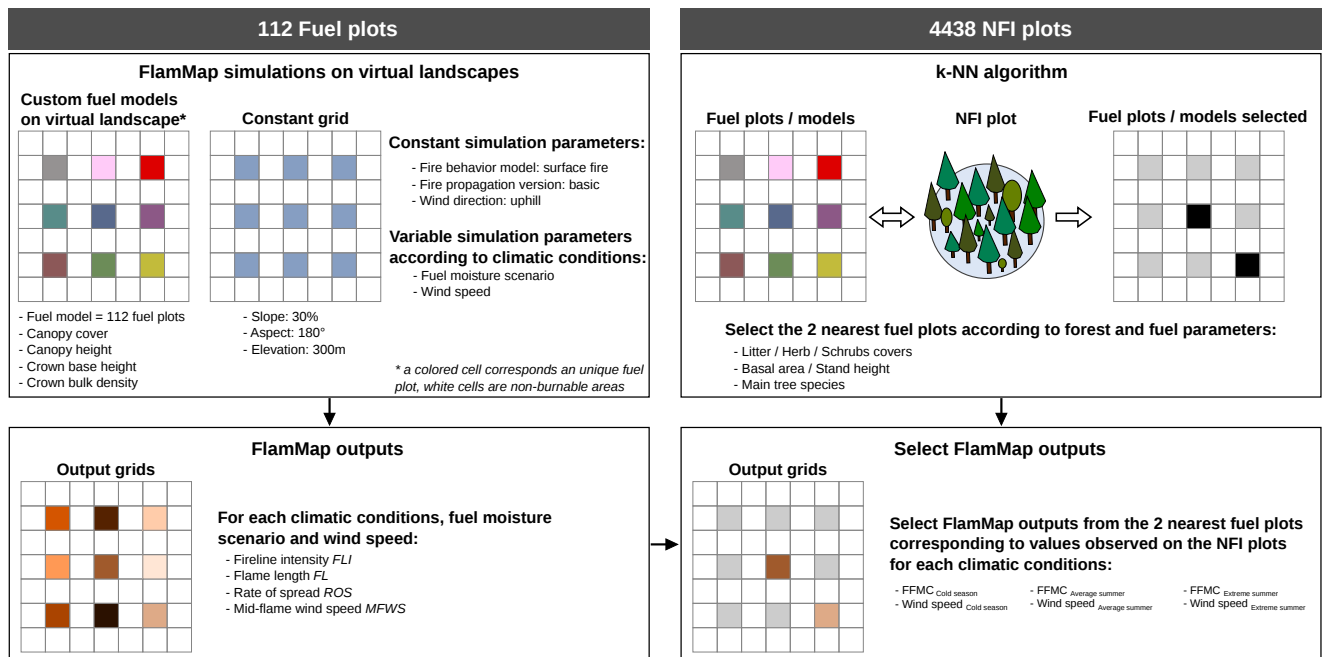 112 Fuel plots
FlamMap simulations on virtual landscapes
Custom fuel models
on virtual landscape*
Constant grid
- Fuel model = 112 fuel plots
- Canopy cover
- Canopy height
- Crown base height
- Crown bulk density
- Slope: 30%
- Aspect: 180°
- Elevation: 300m
Constant simulation parameters:
- Fire behavior model: surface fire
- Fire propagation version: basic
- Wind direction: uphill
Variable simulation parameters
according to climatic conditions:
- Fuel moisture scenario
- Wind speed
* a colored cell corresponds an unique fuel
plot, white cells are non-burnable areas
4438 NFI plots
k-NN algorithm
Fuel plots / models
NFI plot
Fuel plots / models selected
Select the 2 nearest fuel plots according to forest and fuel parameters:
- Litter / Herb / Schrubs covers
- Basal area / Stand height
- Main tree species
FlamMap outputs
Output grids
For each climatic conditions, fuel moisture
scenario and wind speed:
- Fireline intensity FLI
- Flame length FL
- Rate of spread ROS
- Mid-flame wind speed MFWS
Select FlamMap outputs
Output grids
Select FlamMap outputs from the 2 nearest fuel plots
corresponding to values observed on the NFI plots
for each climatic conditions:
- FFMC Cold season
- Wind speed Cold season
- FFMC Average summer
- Wind speed Average summer
- FFMC Extreme summer
- Wind speed Extreme summer